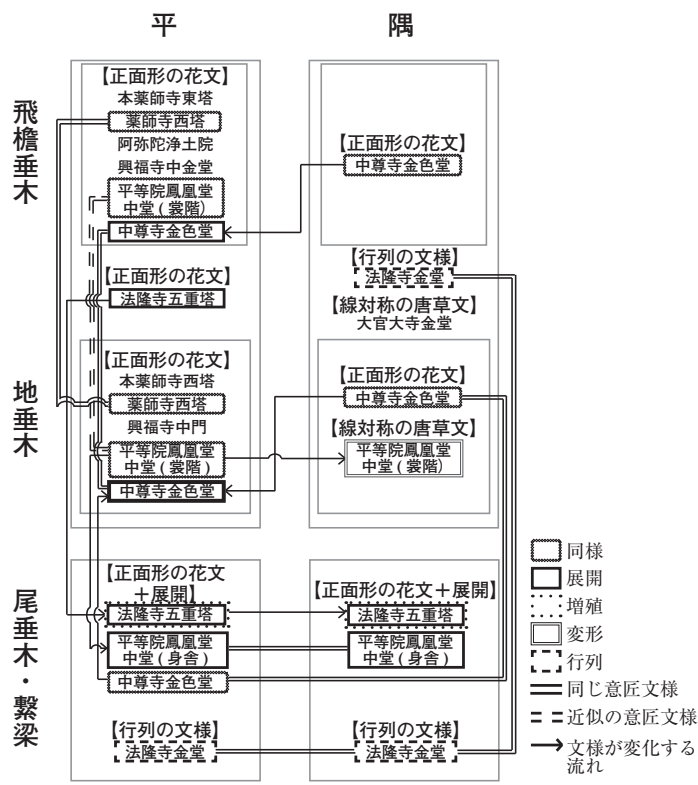 平
隅
飛檐垂木
【正面形の花文】
本薬師寺東塔
薬師寺西塔
阿弥陀浄土院
興福寺中金堂
平等院鳳凰堂
中堂(裳階)
中尊寺金色堂
【正面形の花文】
法隆寺五重塔
【正面形の花文】
中尊寺金色堂
【行列の文様】
法隆寺金堂
【線対称の唐草文】
大官大寺金堂
地垂木
【正面形の花文】
本薬師寺西塔
薬師寺西塔
興福寺中門
平等院鳳凰堂
中堂(裳階)
中尊寺金色堂
【正面形の花文】
中尊寺金色堂
【線対称の唐草文】
平等院鳳凰堂
中堂(裳階)
尾垂木・繋梁
【正面形の花文
+展開】
法隆寺五重塔
平等院鳳凰堂
中堂(身舎)
中尊寺金色堂
【行列の文様】
法隆寺金堂
【正面形の花文+展開】
法隆寺五重塔
平等院鳳凰堂
中堂(身舎)
【行列の文様】
法隆寺金堂
同様
展開
増殖
変形
行列
同じ意匠文様
近似の意匠文様
文様が変化する
流れ